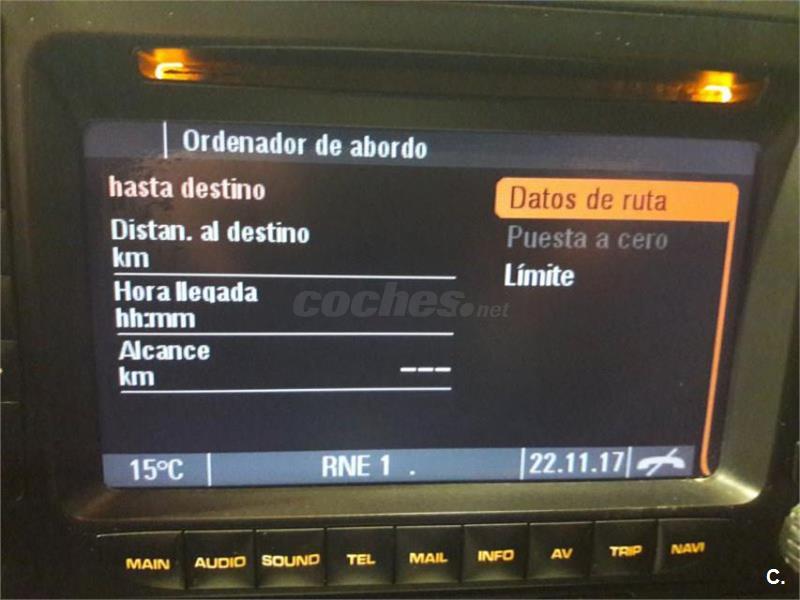 Ordenador de abordo
hasta destino
Distan. al destino
km
Hora llegada
hh:mm
Alcance
km ---
Datos de ruta
Puesta a cero
Límite
coches.net
15°C RNE 1 . 22.11.17
MAIN AUDIO SOUND TEL MAIL INFO AV TRIP NAVI
C.